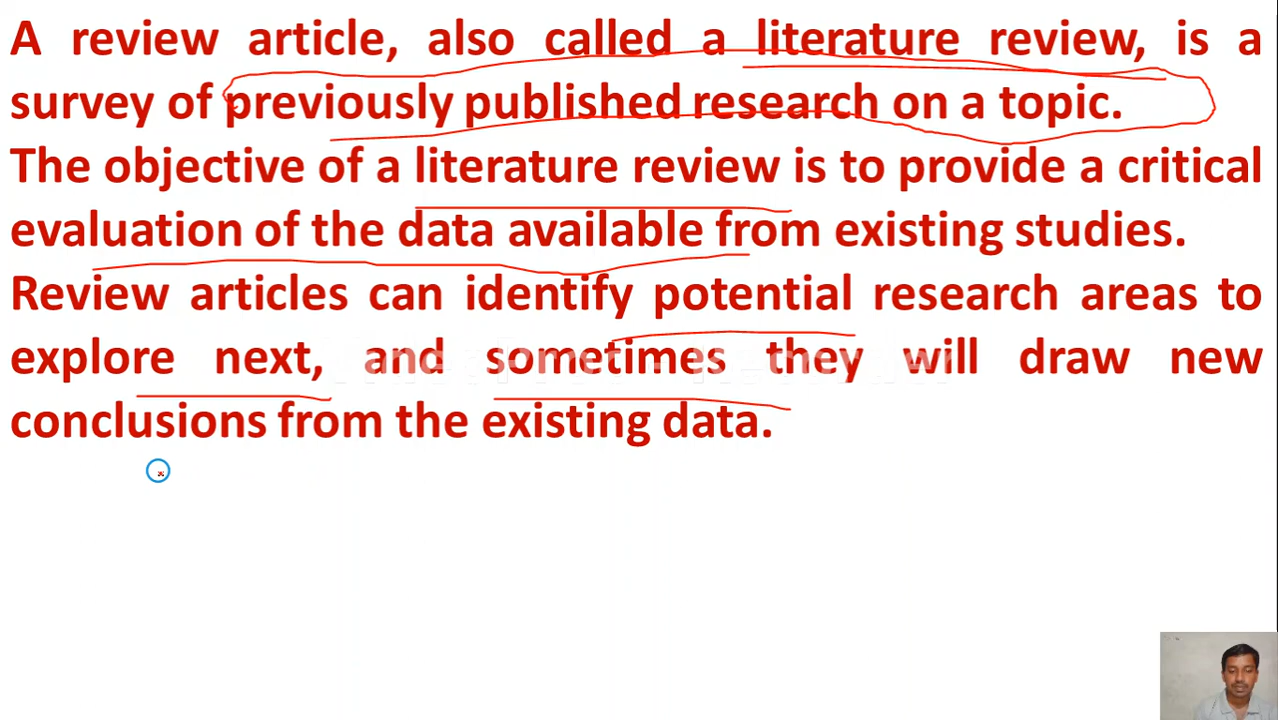 A review article, also called a literature review, is a
survey of previously published research on a topic.
The objective of a literature review is to provide a critical
evaluation of the data available from existing studies.
Review articles can identify potential research areas to
explore next, and sometimes they will draw new
conclusions from the existing data.